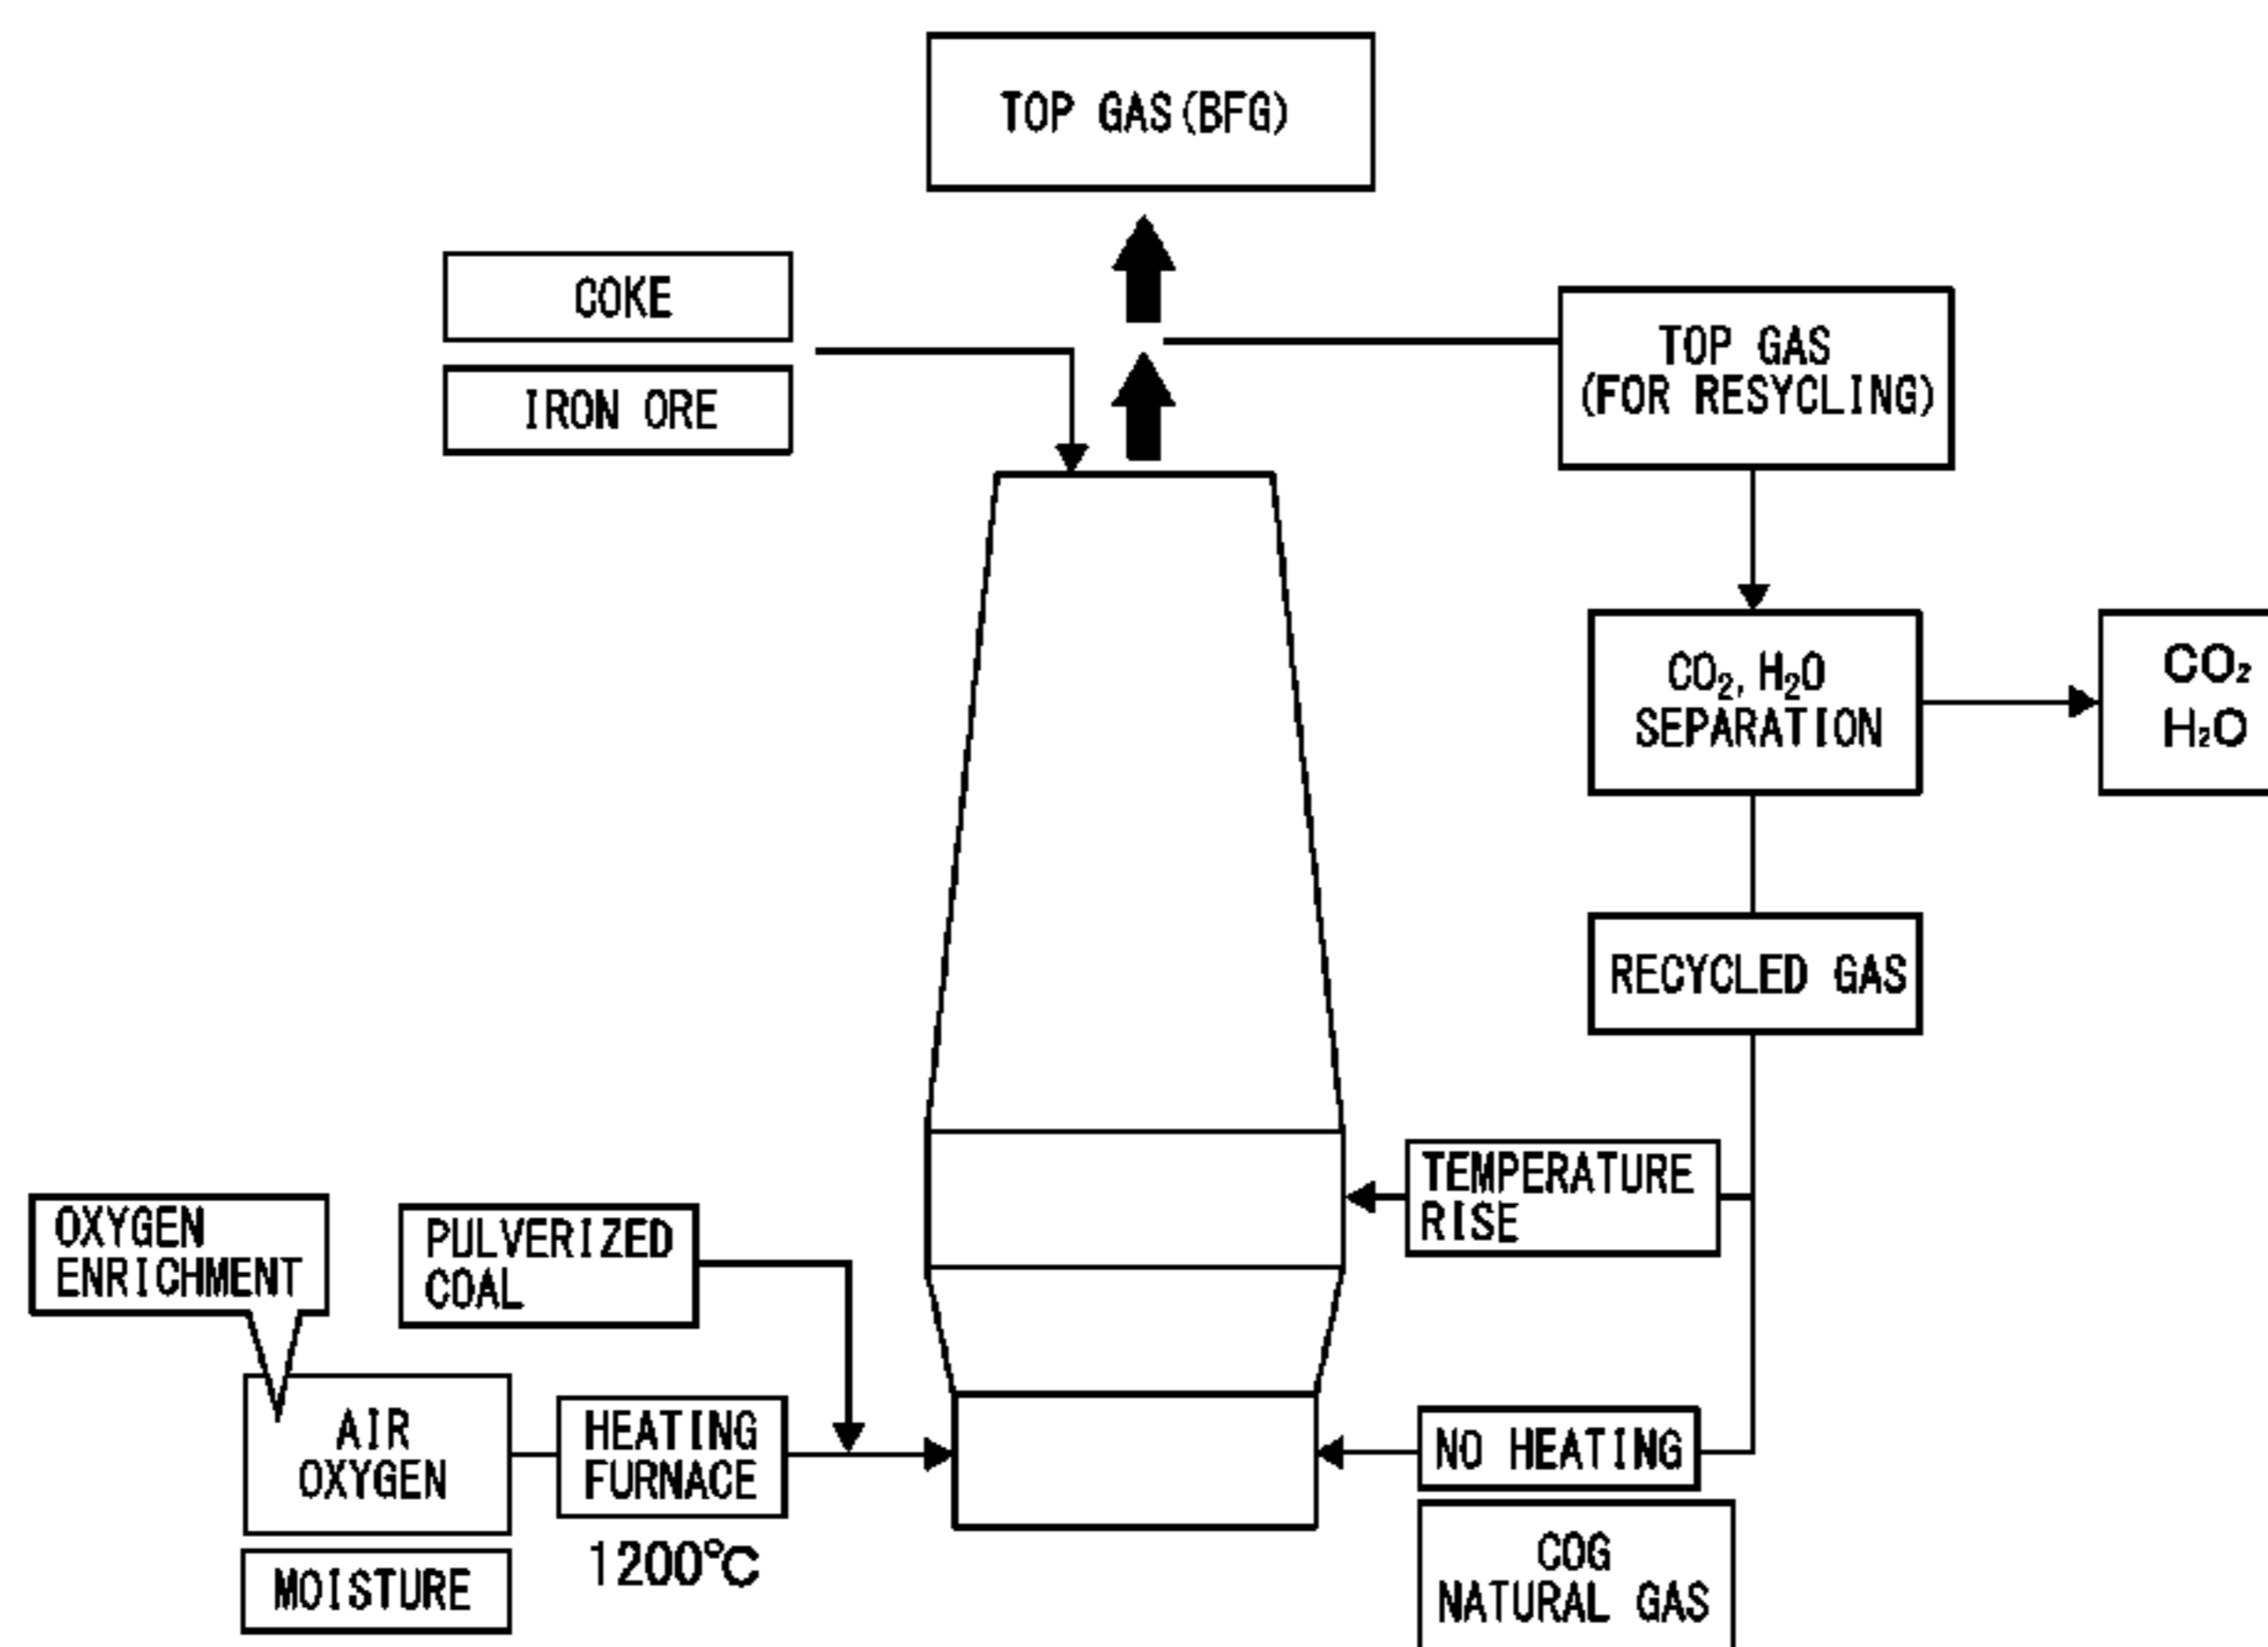 TOP GAS(BFG)
COKE
IRON ORE
TOP GAS
(FOR RESYCLING)
CO₂, H₂O
SEPARATION
CO₂
H₂O
RECYCLED GAS
TEMPERATURE
RISE
OXYGEN
ENRICHMENT
PULVERIZED
COAL
AIR
OXYGEN
HEATING
FURNACE
NO HEATING
MOISTURE
1200°C
COG
NATURAL GAS